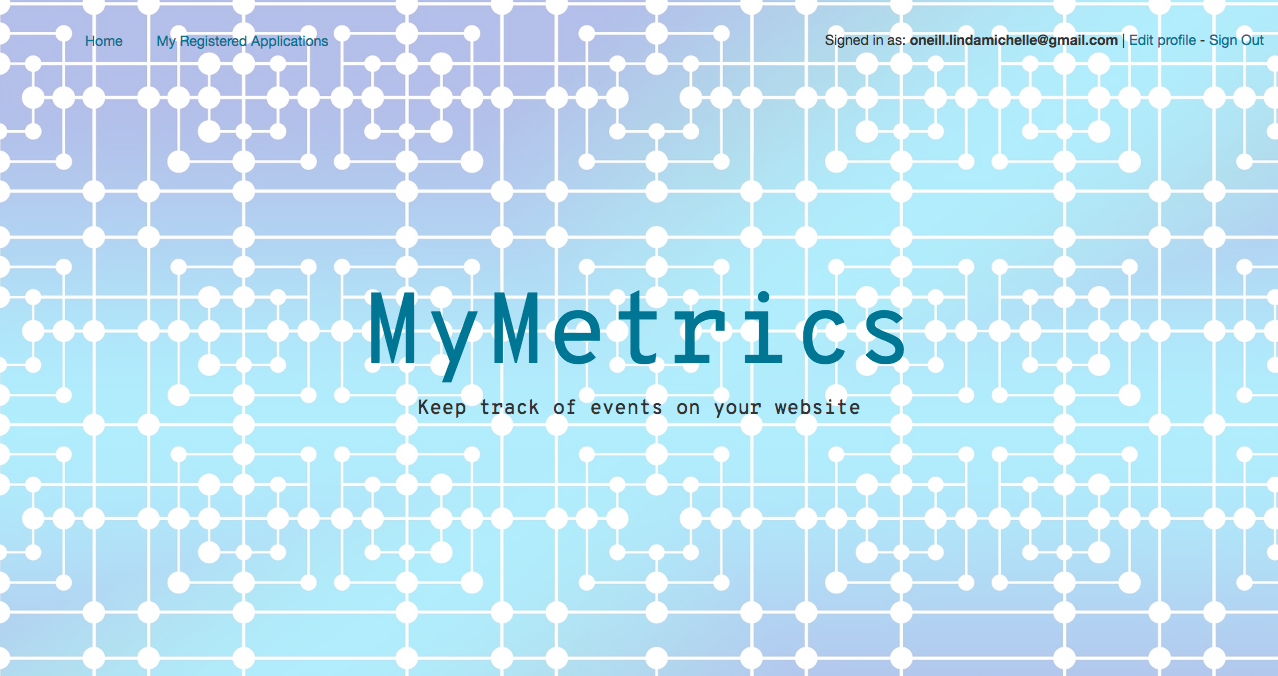 Home My Registered Applications Signed in as: oneill.lindamichelle@gmail.com | Edit profile - Sign Out
MyMetrics
Keep track of events on your website